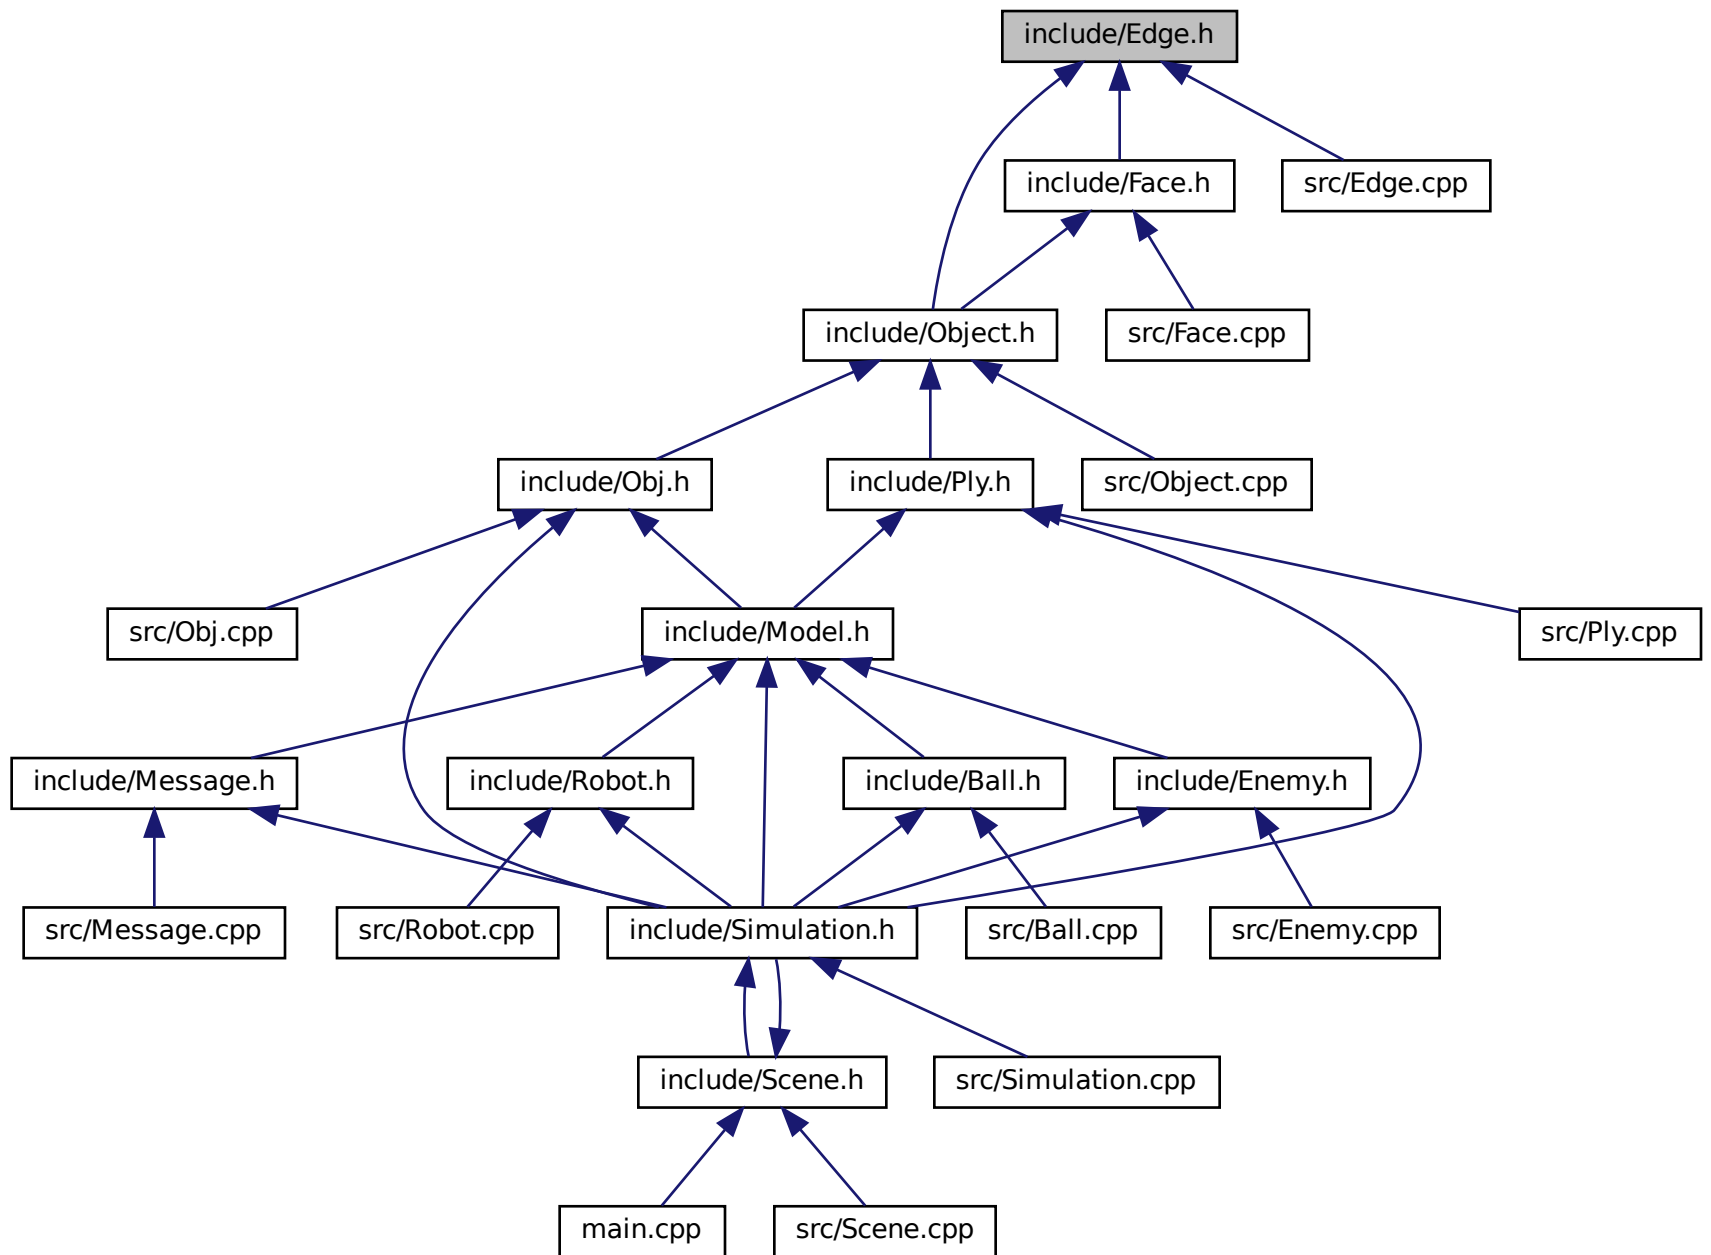 include/Edge.h
include/Face.h
src/Edge.cpp
include/Object.h
src/Face.cpp
include/Obj.h
include/Ply.h
src/Object.cpp
src/Obj.cpp
include/Model.h
src/Ply.cpp
include/Message.h
include/Robot.h
include/Ball.h
include/Enemy.h
src/Message.cpp
src/Robot.cpp
include/Simulation.h
src/Ball.cpp
src/Enemy.cpp
include/Scene.h
src/Simulation.cpp
main.cpp
src/Scene.cpp